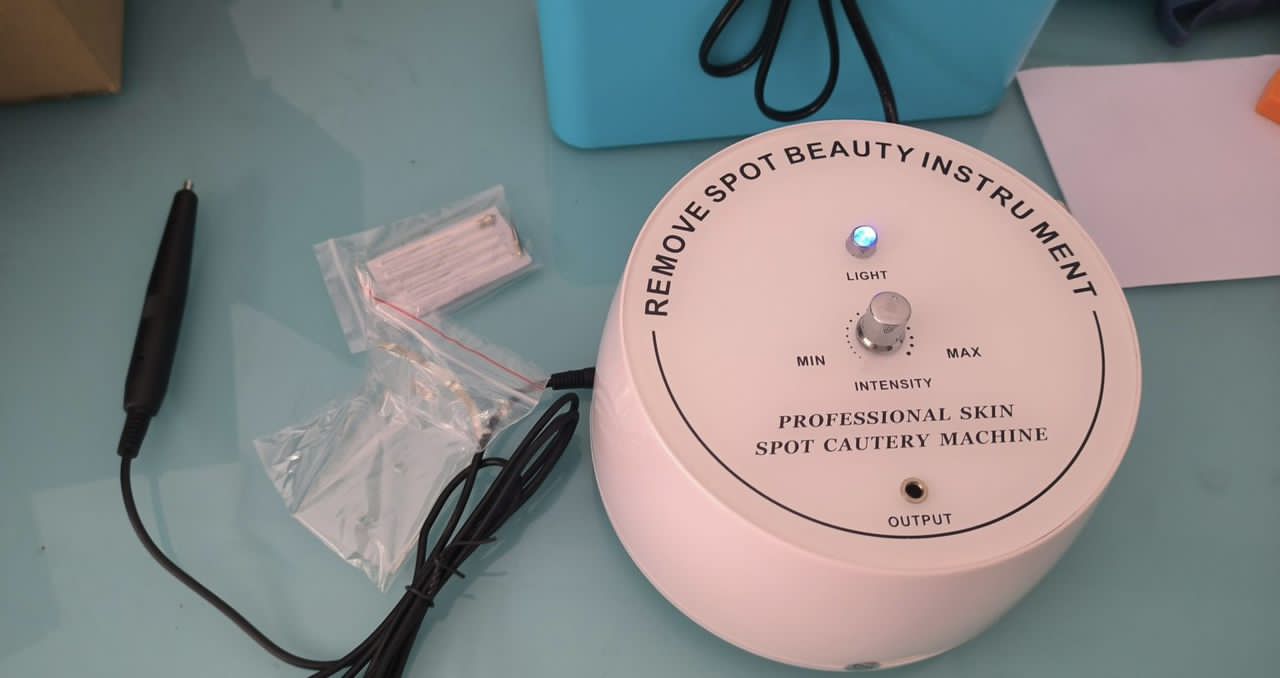 REMOVE SPOT BEAUTY INSTRUMENT
LIGHT
MIN
MAX
INTENSITY
PROFESSIONAL SKIN
SPOT CAUTERY MACHINE
OUTPUT